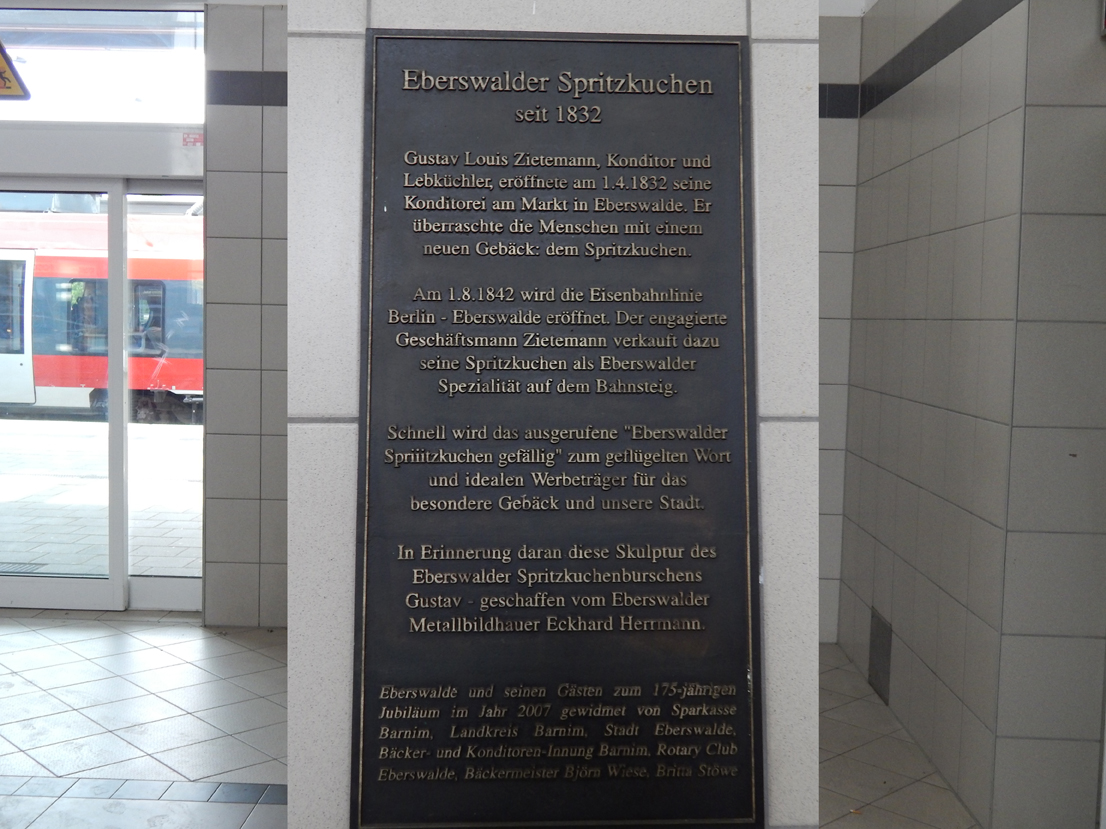 Eberswalder Spritzkuchen
seit 1832
Gustav Louis Zietemann, Konditor und
Lebküchler, eröffnete am 1.4.1832 seine
Konditorei am Markt in Eberswalde. Er
überraschte die Menschen mit einem
neuen Gebäck: dem Spritzkuchen.
Am 1.8.1842 wird die Eisenbahnlinie
Berlin - Eberswalde eröffnet. Der engagierte
Geschäftsmann Zietemann verkauft dazu
seine Spritzkuchen als Eberswalder
Spezialität auf dem Bahnsteig.
Schnell wird das ausgerufene "Eberswalder
Spriiitzkuchen gefällig" zum geflügelten Wort
und idealen Werbeträger für das
besondere Gebäck und unsere Stadt.
In Erinnerung daran diese Skulptur des
Eberswalder Spritzkuchenburschens
Gustav - geschaffen vom Eberswalder
Metallbildhauer Eckhard Herrmann.
Eberswalde und seinen Gästen zum 175-jährigen
Jubiläum im Jahr 2007 gewidmet von Sparkasse
Barnim, Landkreis Barnim, Stadt Eberswalde,
Bäcker- und Konditoren-Innung Barnim, Rotary Club
Eberswalde, Bäckermeister Björn Wiese, Britta Stöwe